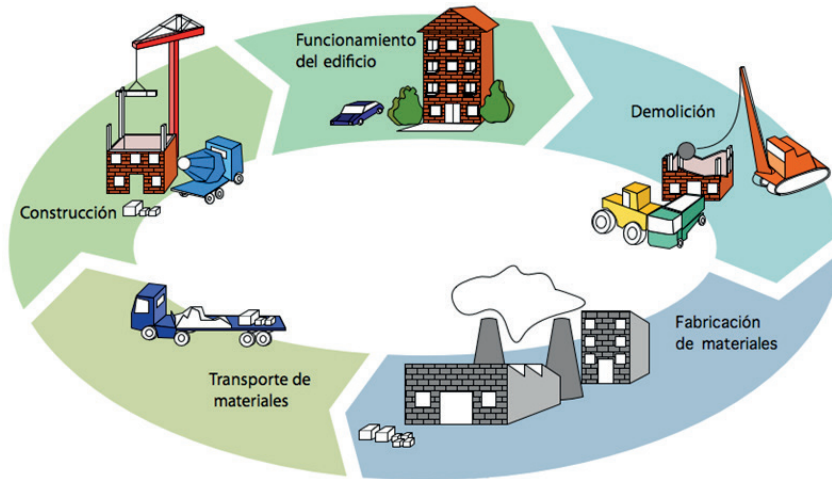 Funcionamiento
del edificio
Demolición
Construcción
Fabricación
de materiales
Transporte de
materiales